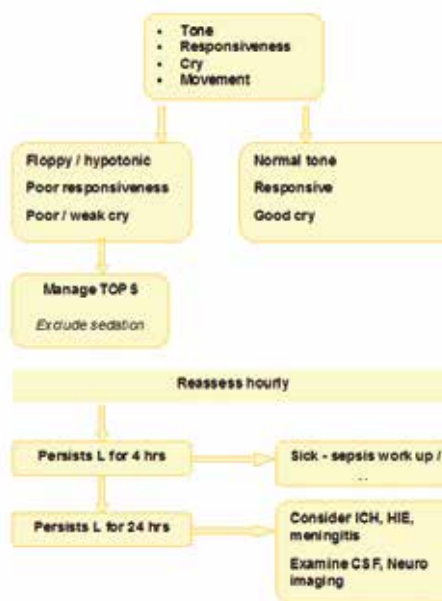 • Tone
• Responsiveness
• Cry
• Movement
Floppy / hypotonic
Poor responsiveness
Poor / weak cry
Normal tone
Responsive
Good cry
Manage TOP 5
Exclude sedation
Reassess hourly
Persists L for 4 hrs
Sick - sepsis work up /
..
Persists L for 24 hrs
Consider ICH, HIE,
meningitis
Examine CSF, Neuro
imaging